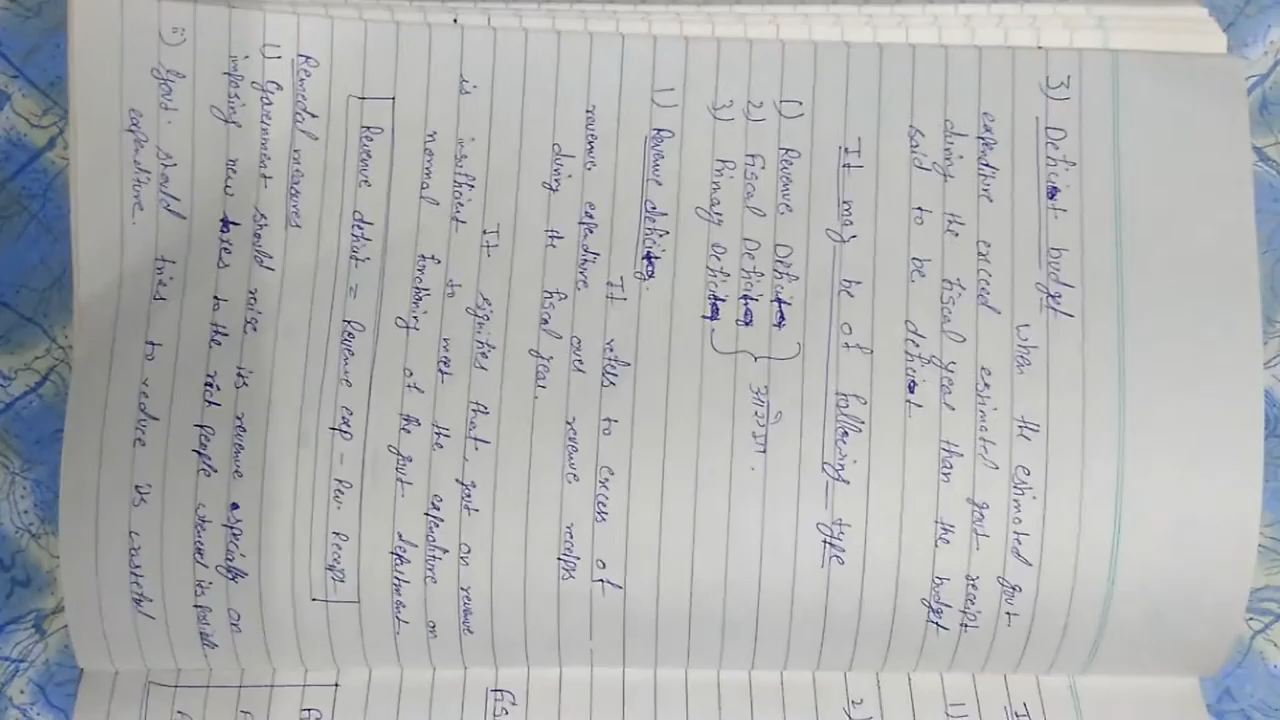 3) Deficit budget
When the estimated govt.
expenditure exceed estimated govt. receipt
during the fiscal year than the budget
said to be deficit.
It may be of following type
1) Revenue Deficit
2) Fiscal Deficit
3) Primary Deficit
1) Revenue deficit.
It refers to excess of
revenue expenditure over revenue receipts
during the fiscal year.
It signifies that, govt on revenue
is insufficient to meet the expenditure on
normal functioning of the govt department.
Revenue deficit = Revenue exp - Rev. Receipt
Remedal measures
i) Government should raise its revenue especially on
imposing new taxes to the rich people wherever its possible
ii) Govt. should tries to reduce its wasteful
expenditure.
2)
Fis
I
1)